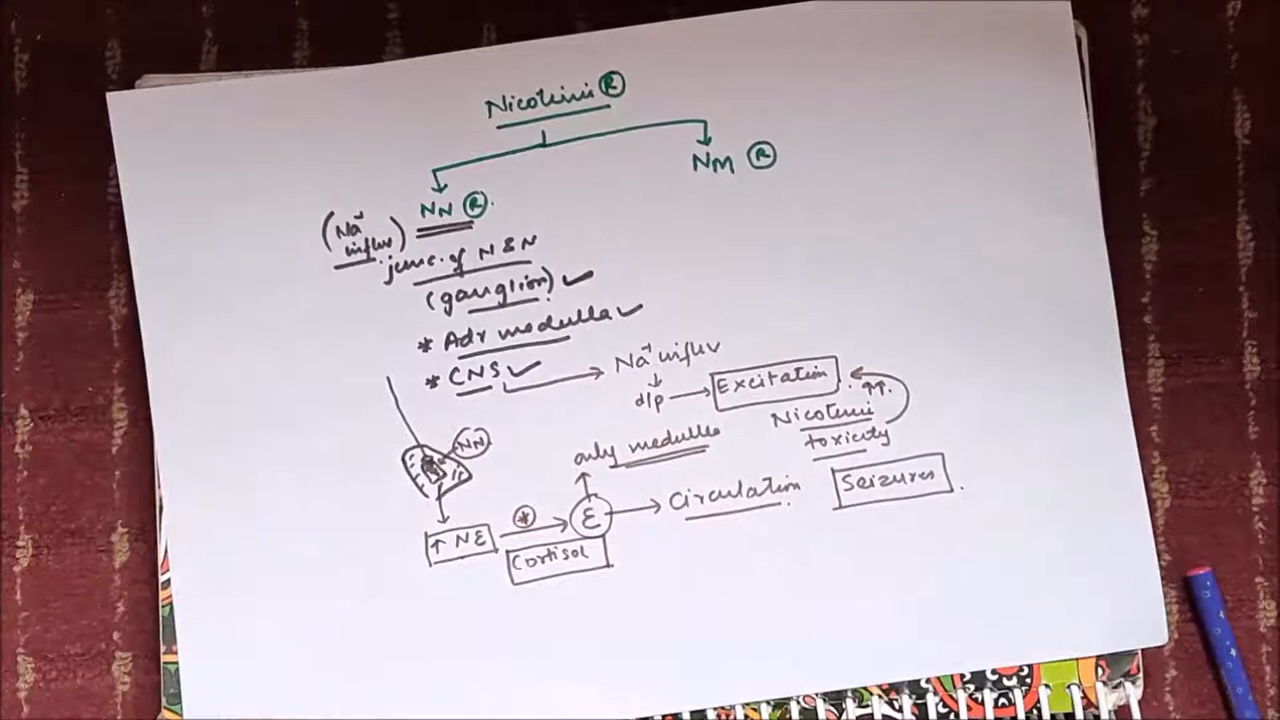 Nicotinic Ⓡ
NN Ⓡ.
NM Ⓡ
(Na⁺
influx)
junc. of N & N
(ganglion) ✓
* Adr medulla ✓
* CNS ✓
Na⁺ influx
↓
d/p → Excitation
↑↑.
Nicotinic
toxicity
Seizures.
NN
only medulla
↑ NE
*
Cortisol
ε → Circulation.